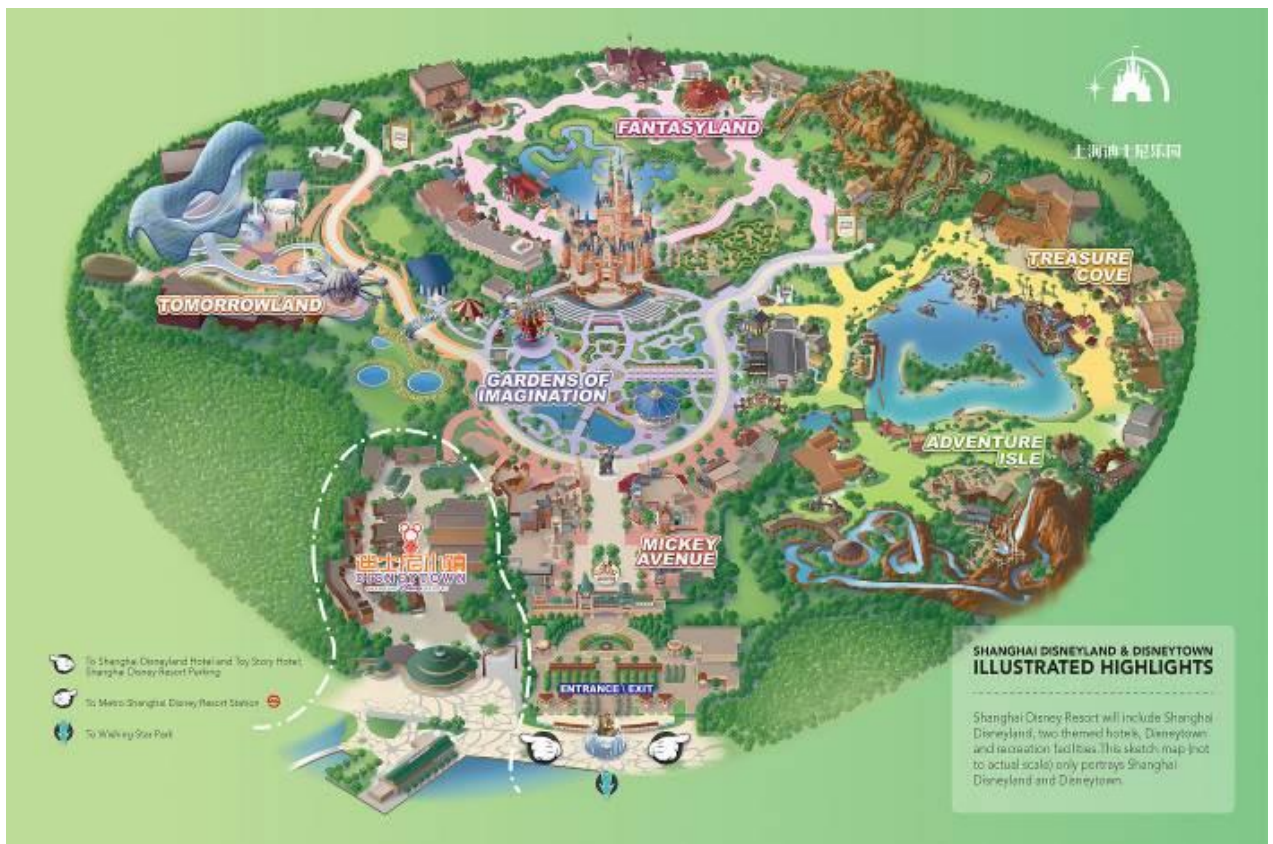 上海迪士尼乐园
FANTASYLAND
TREASURE
COVE
TOMORROWLAND
GARDENS OF
IMAGINATION
ADVENTURE
ISLE
MICKEY
AVENUE
迪士尼小镇
DISNEYTOWN
ENTRANCE \ EXIT
To Shanghai Disneyland Hotel and Toy Story Hotel;
Shanghai Disney Resort Parking
To Metro Shanghai Disney Resort Station
To Wishing Star Park
SHANGHAI DISNEYLAND & DISNEYTOWN
ILLUSTRATED HIGHLIGHTS
Shanghai Disney Resort will include Shanghai
Disneyland, two themed hotels, Disneytown
and recreation facilities. This sketch map (not
to actual scale) only portrays Shanghai
Disneyland and Disneytown.